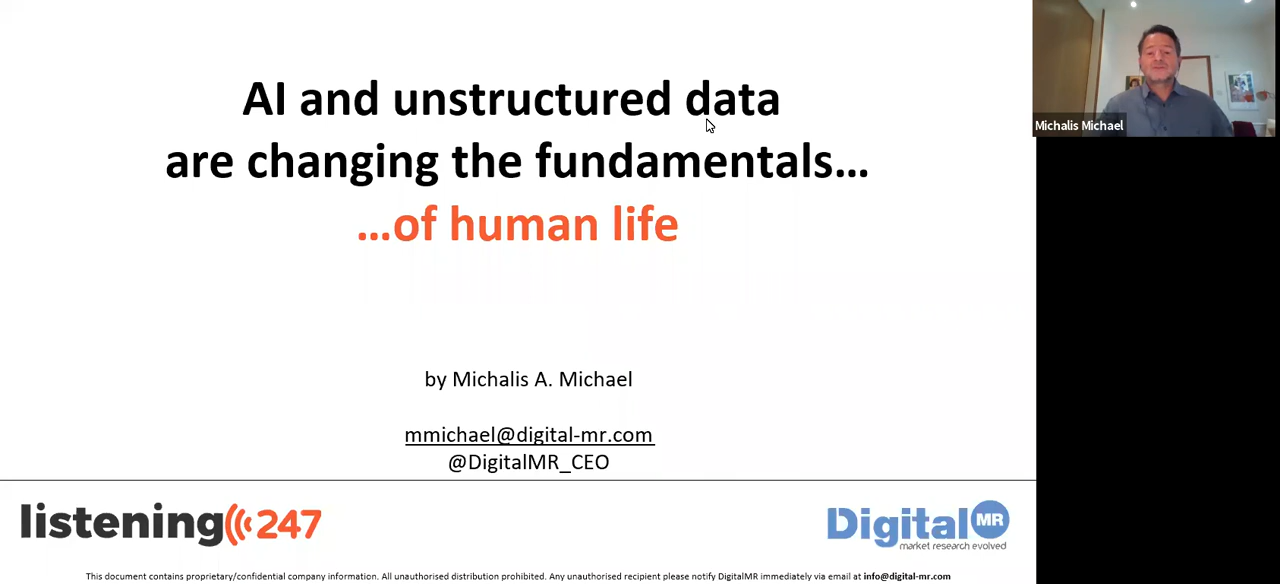 AI and unstructured data
are changing the fundamentals…
…of human life
by Michalis A. Michael
mmichael@digital-mr.com
@DigitalMR_CEO
listening 247
Digital MR
market research evolved
This document contains proprietary/confidential company information. All unauthorised distribution prohibited. Any unauthorised recipient please notify DigitalMR immediately via email at info@digital-mr.com
Michalis Michael